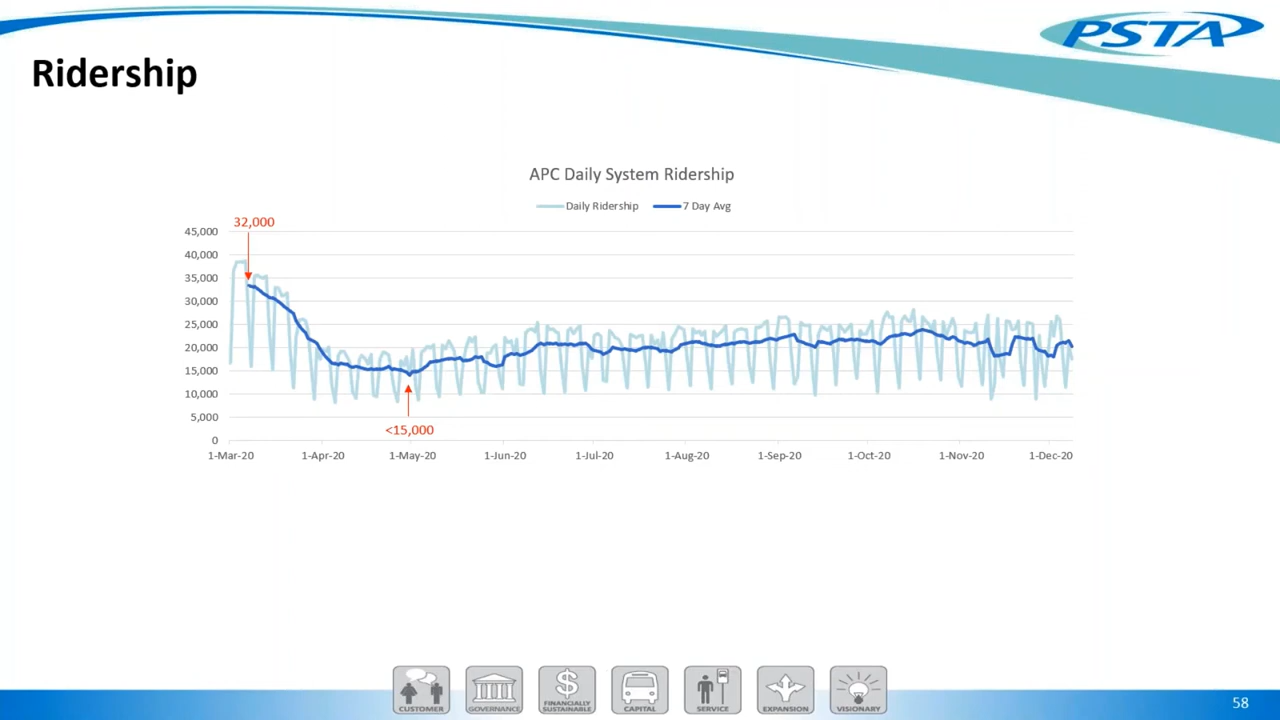 PSTA
Ridership
APC Daily System Ridership
Daily Ridership 7 Day Avg
32,000
45,000
40,000
35,000
30,000
25,000
20,000
15,000
10,000
5,000
0
<15,000
1-Mar-20 1-Apr-20 1-May-20 1-Jun-20 1-Jul-20 1-Aug-20 1-Sep-20 1-Oct-20 1-Nov-20 1-Dec-20
CUSTOMER GOVERNANCE FINANCIALLY SUSTAINABLE CAPITAL SERVICE EXPANSION VISIONARY
58